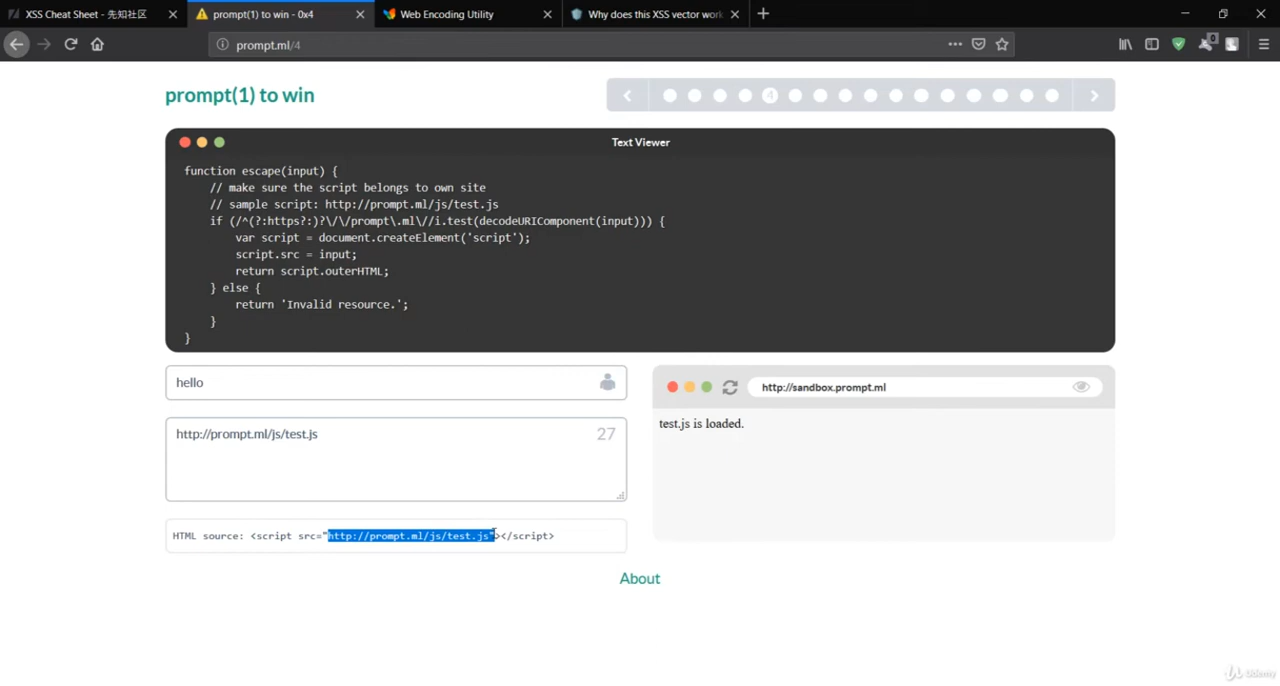 XSS Cheat Sheet - 先知社区
prompt(1) to win - 0x4
Web Encoding Utility
Why does this XSS vector work
prompt.ml/4
0
prompt(1) to win
4
Text Viewer
function escape(input) {
    // make sure the script belongs to own site
    // sample script: http://prompt.ml/js/test.js
    if (/^(?:https?:)?\/\/prompt\.ml\//i.test(decodeURIComponent(input))) {
        var script = document.createElement('script');
        script.src = input;
        return script.outerHTML;
    } else {
        return 'Invalid resource.';
    }
}
hello
http://sandbox.prompt.ml
http://prompt.ml/js/test.js
27
test.js is loaded.
HTML source: <script src="http://prompt.ml/js/test.js"></script>
About
Udemy